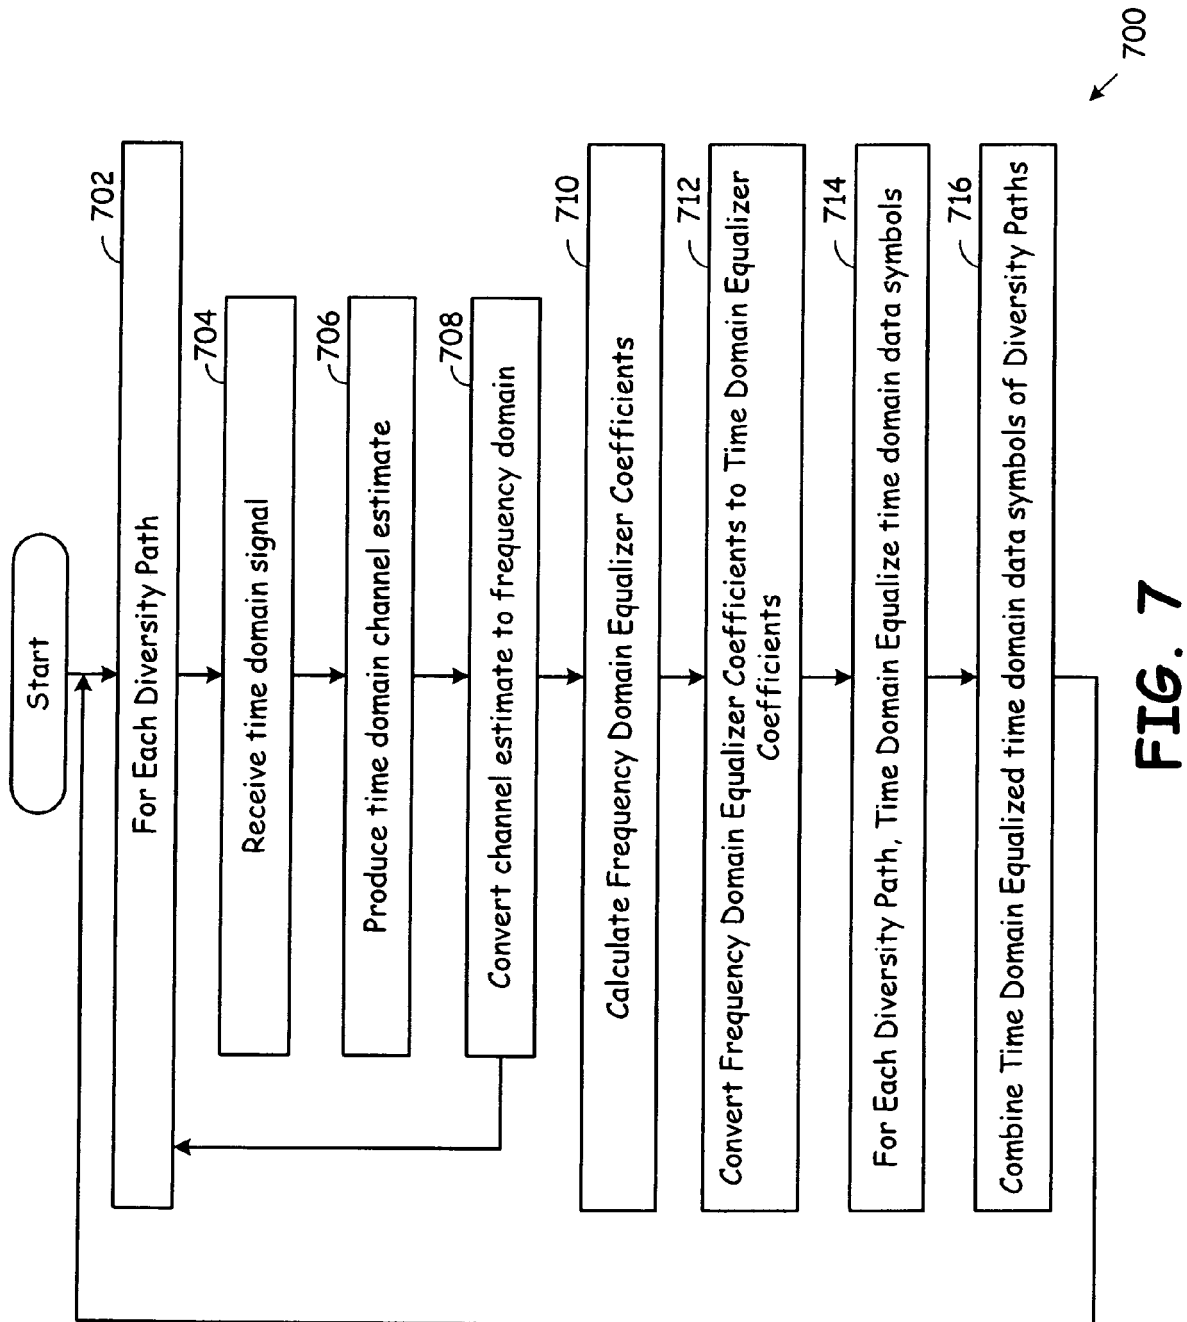 Start
702
For Each Diversity Path
704
Receive time domain signal
706
Produce time domain channel estimate
708
Convert channel estimate to frequency domain
710
Calculate Frequency Domain Equalizer Coefficients
712
Convert Frequency Domain Equalizer Coefficients to Time Domain Equalizer
Coefficients
714
For Each Diversity Path, Time Domain Equalize time domain data symbols
716
Combine Time Domain Equalized time domain data symbols of Diversity Paths
700
FIG. 7